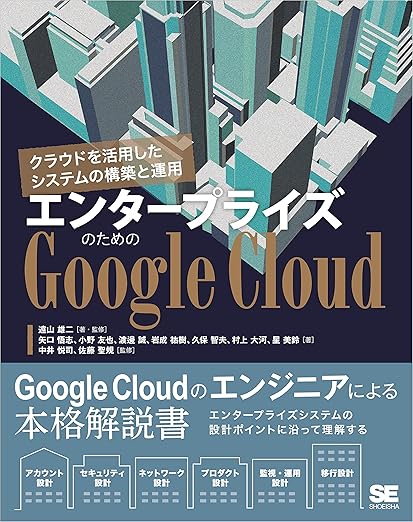 クラウドを活用した
システムの構築と運用
エンタープライズ
のための
Google Cloud
遠山 雄二［著・監修］
矢口 悟志、小野 友也、渡邊 誠、岩成 祐樹、久保 智夫、村上 大河、星 美鈴［著］
中井 悦司、佐藤 聖規［監修］
Google Cloudのエンジニアによる
本格解説書
エンタープライズシステムの
設計ポイントに沿って理解する
アカウント
設計
セキュリティ
設計
ネットワーク
設計
プロダクト
設計
監視・運用
設計
移行設計
SE
SHOEISHA